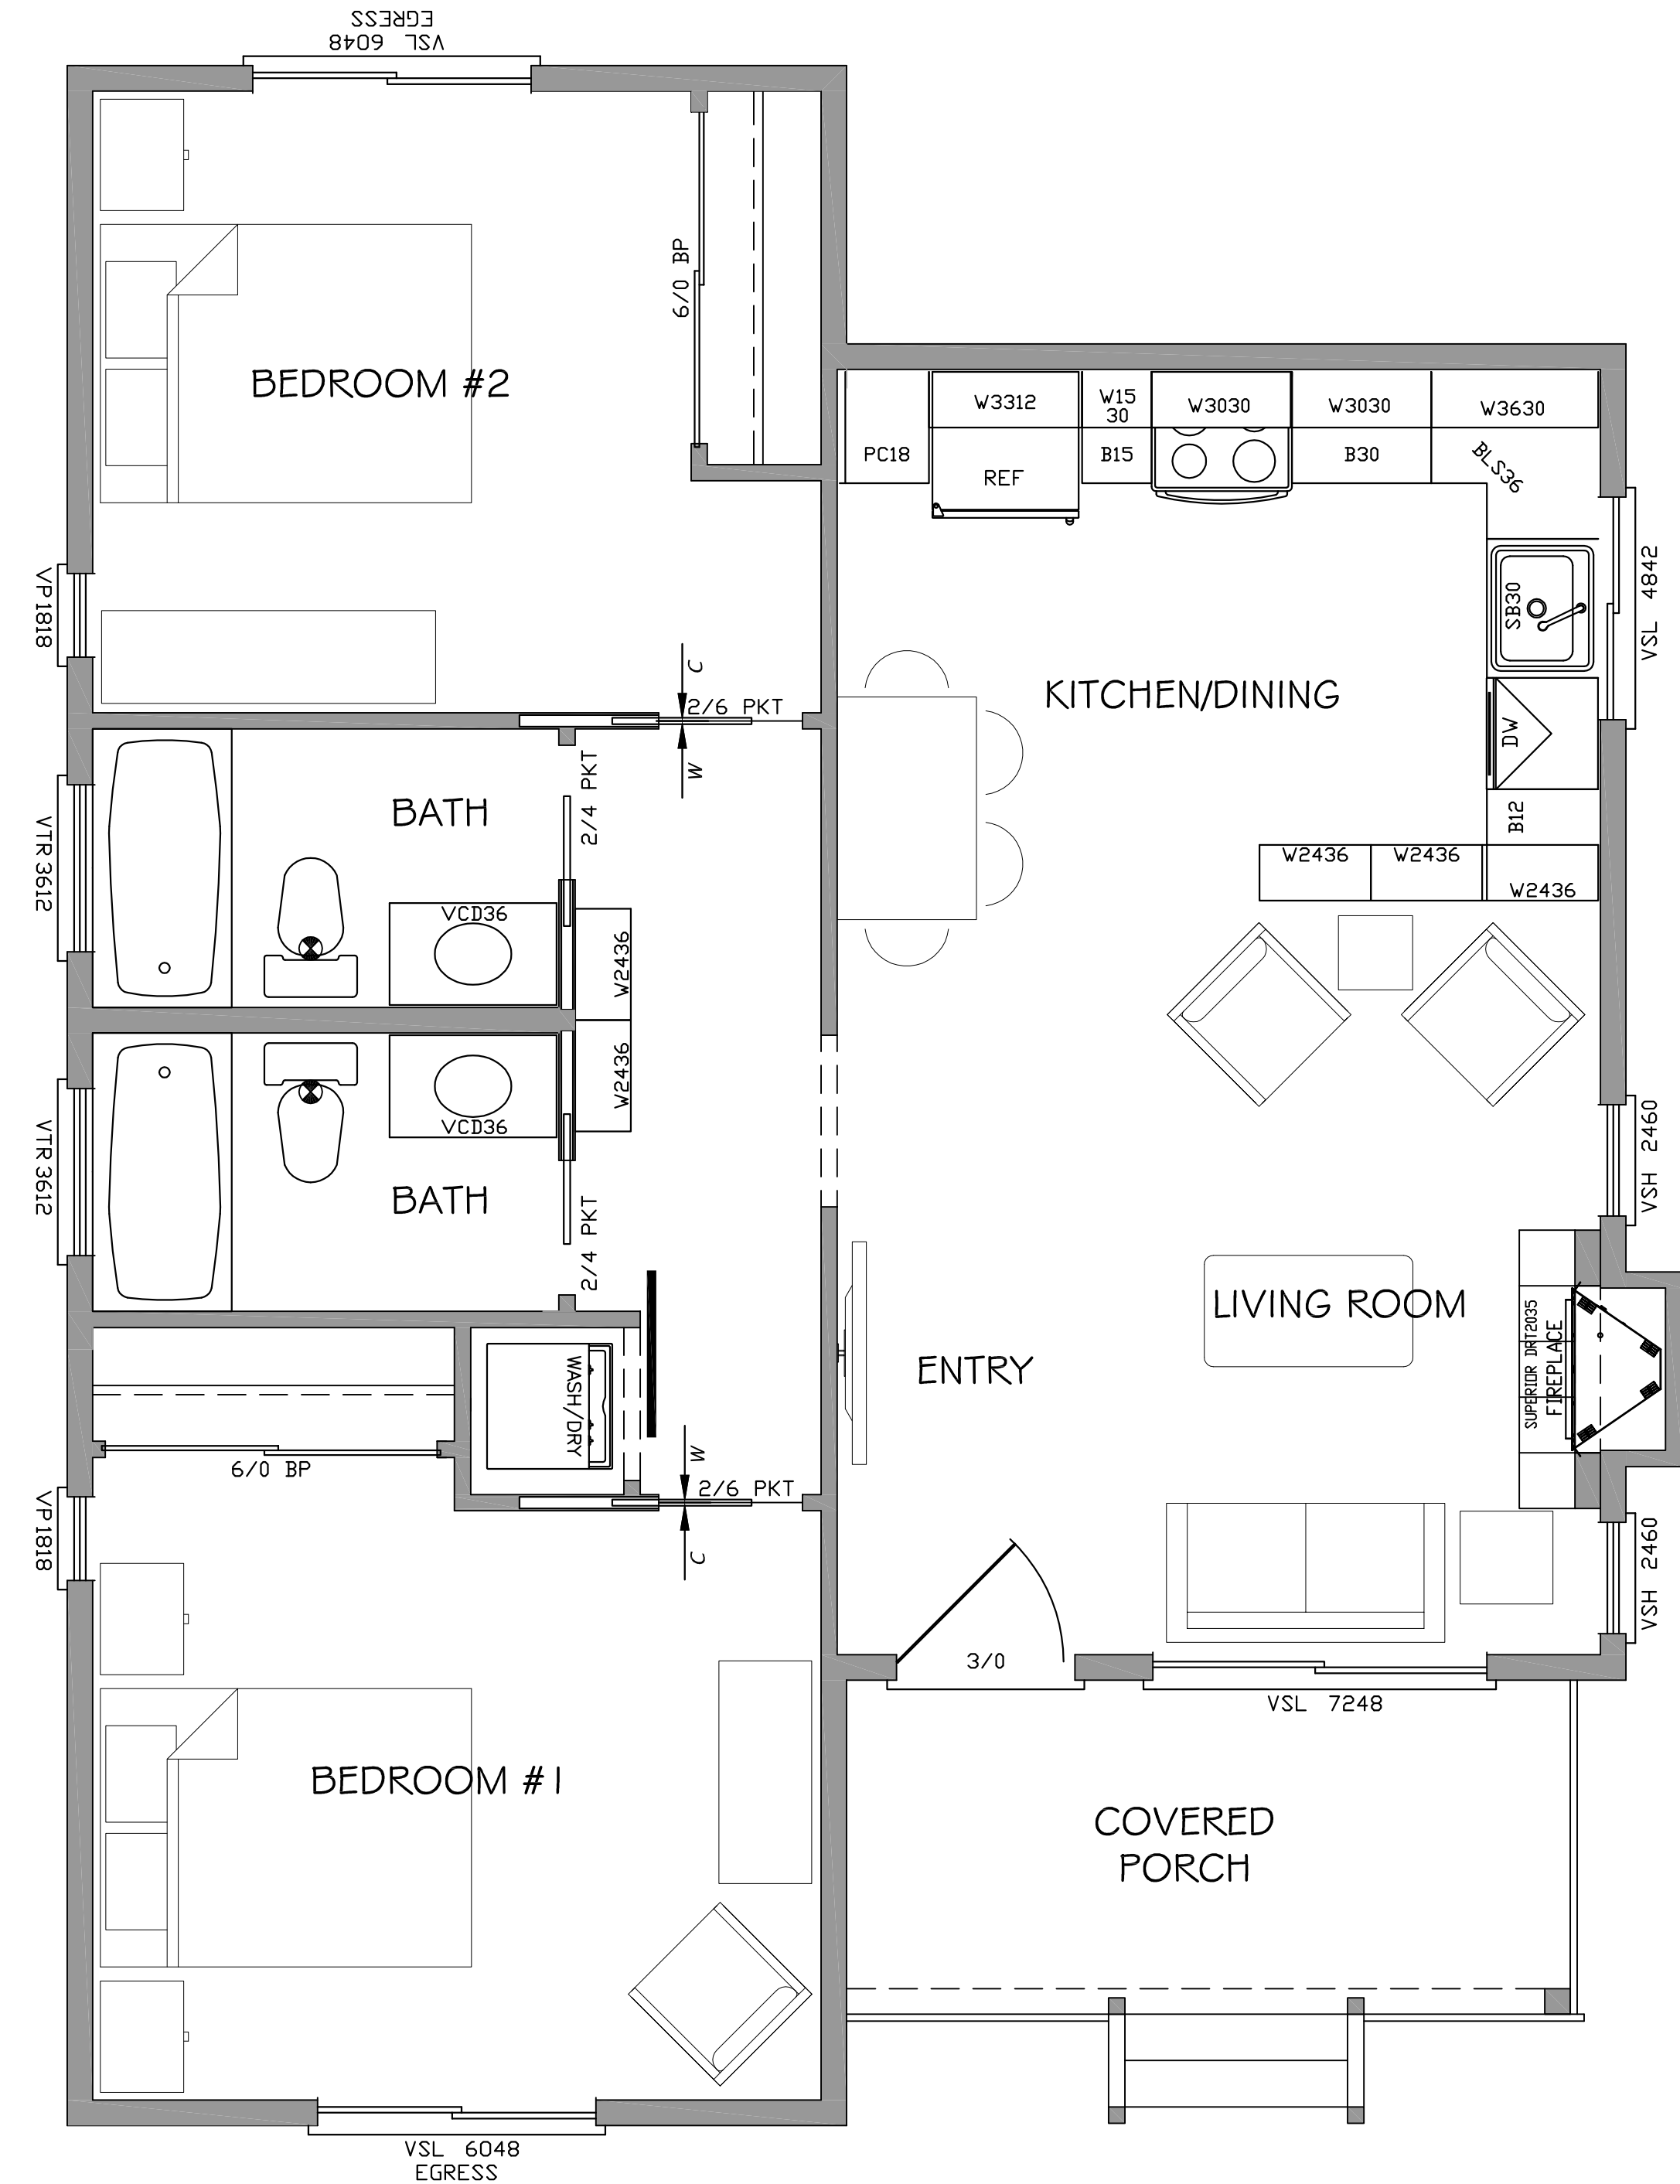 VSL 6048
EGRESS
6/0 BP
BEDROOM #2
W3312
W15
30
W3030
W3030
W3630
PC18
REF
B15
B30
BLS36
VP1818
SB30
VSL 4842
C
2/6 PKT
W
KITCHEN/DINING
DW
B12
VTR 3612
BATH
2/4 PKT
VCD36
W2436
W2436
W2436
W2436
W2436
VTR 3612
VCD36
BATH
2/4 PKT
VSH 2460
LIVING ROOM
ENTRY
SUPERIOR DRT2035
FIREPLACE
WASH/DRY
6/0 BP
W
2/6 PKT
C
VP1818
VSH 2460
3/0
VSL 7248
BEDROOM #1
COVERED
PORCH
VSL 6048
EGRESS